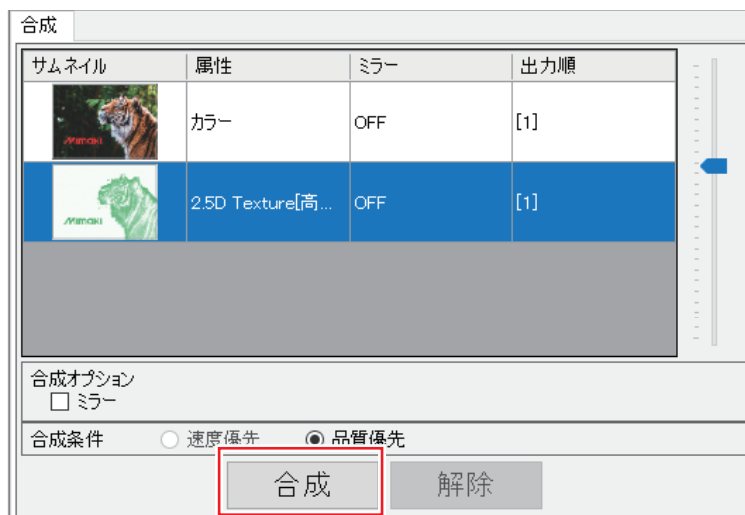 合成
サムネイル 属性 ミラー 出力順
Mimaki カラー OFF [1]
Mimaki 2.5D Texture[高... OFF [1]
合成オプション
ミラー
合成条件 速度優先 品質優先
合成 解除